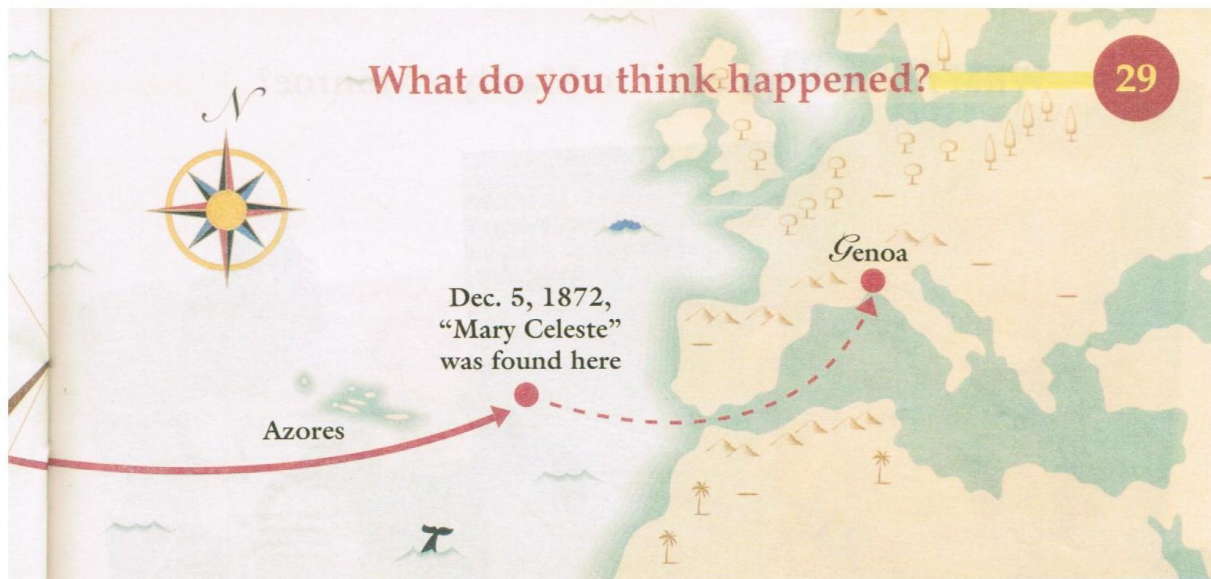 What do you think happened?
29
N
Genoa
Dec. 5, 1872,
“Mary Celeste”
was found here
Azores